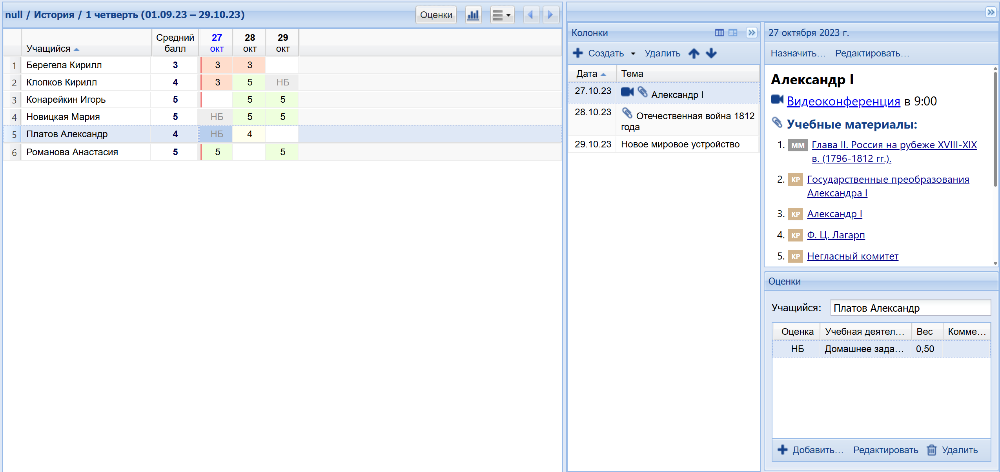 null / История / 1 четверть (01.09.23 – 29.10.23)
Оценки
Учащийся
Средний балл
27 окт
28 окт
29 окт
1 Берегела Кирилл 3 3 3
2 Клопков Кирилл 4 3 5 НБ
3 Конарейкин Игорь 5 5 5
4 Новицкая Мария 5 НБ 5 5
5 Платов Александр 4 НБ 4
6 Романова Анастасия 5 5 5
Колонки
Создать Удалить
Дата Тема
27.10.23 Александр I
28.10.23 Отечественная война 1812
года
29.10.23 Новое мировое устройство
27 октября 2023 г.
Назначить… Редактировать…
Александр I
Видеоконференция в 9:00
Учебные материалы:
1. ММ Глава II. Россия на рубеже XVIII-XIX
в. (1796-1812 гг.).
2. КР Государственные преобразования
Александра I
3. КР Александр I
4. КР Ф. Ц. Лагарп
5. КР Негласный комитет
Оценки
Учащийся: Платов Александр
Оценка Учебная деятел… Вес Комме…
НБ Домашнее зада… 0,50
Добавить… Редактировать Удалить